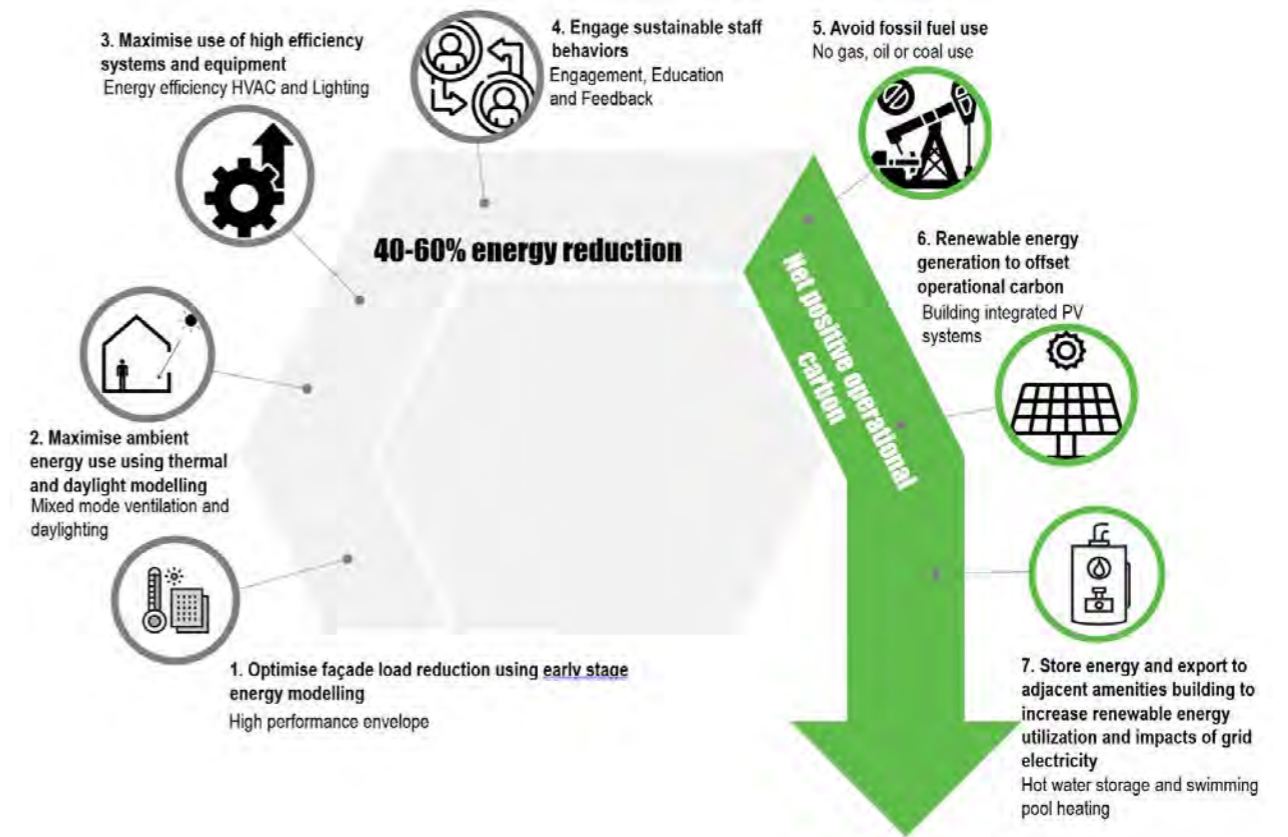 3. Maximise use of high efficiency
systems and equipment
Energy efficiency HVAC and Lighting
4. Engage sustainable staff
behaviors
Engagement, Education
and Feedback
5. Avoid fossil fuel use
No gas, oil or coal use
40-60% energy reduction
Net positive operational
carbon
6. Renewable energy
generation to offset
operational carbon
Building integrated PV
systems
2. Maximise ambient
energy use using thermal
and daylight modelling
Mixed mode ventilation and
daylighting
1. Optimise façade load reduction using early stage
energy modelling
High performance envelope
7. Store energy and export to
adjacent amenities building to
increase renewable energy
utilization and impacts of grid
electricity
Hot water storage and swimming
pool heating